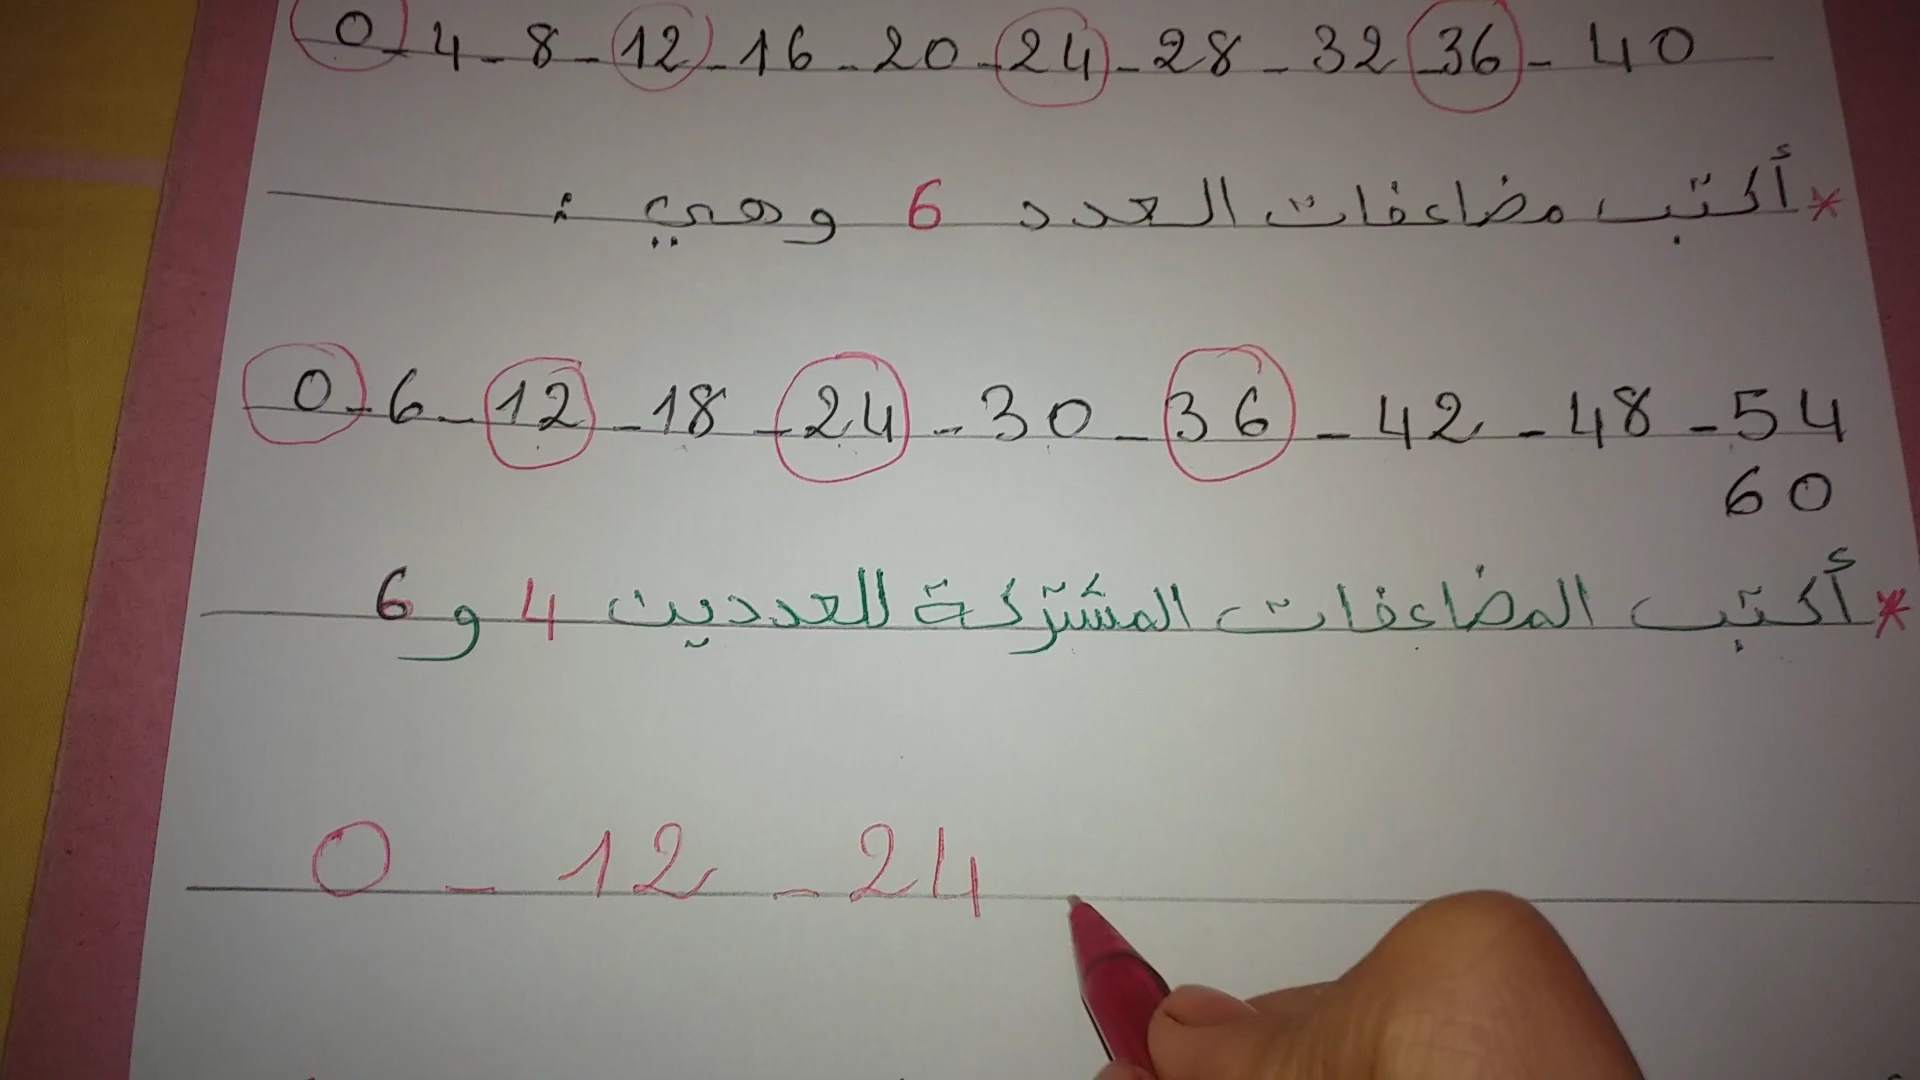 0 - 4 - 8 - 12 - 16 - 20 - 24 - 28 - 32 - 36 - 40
* أكتب مضاعفات العدد 6 وهي :
0 - 6 - 12 - 18 - 24 - 30 - 36 - 42 - 48 - 54
60
* أكتب المضاعفات المشتركة للعددين 4 و 6
0 - 12 - 24